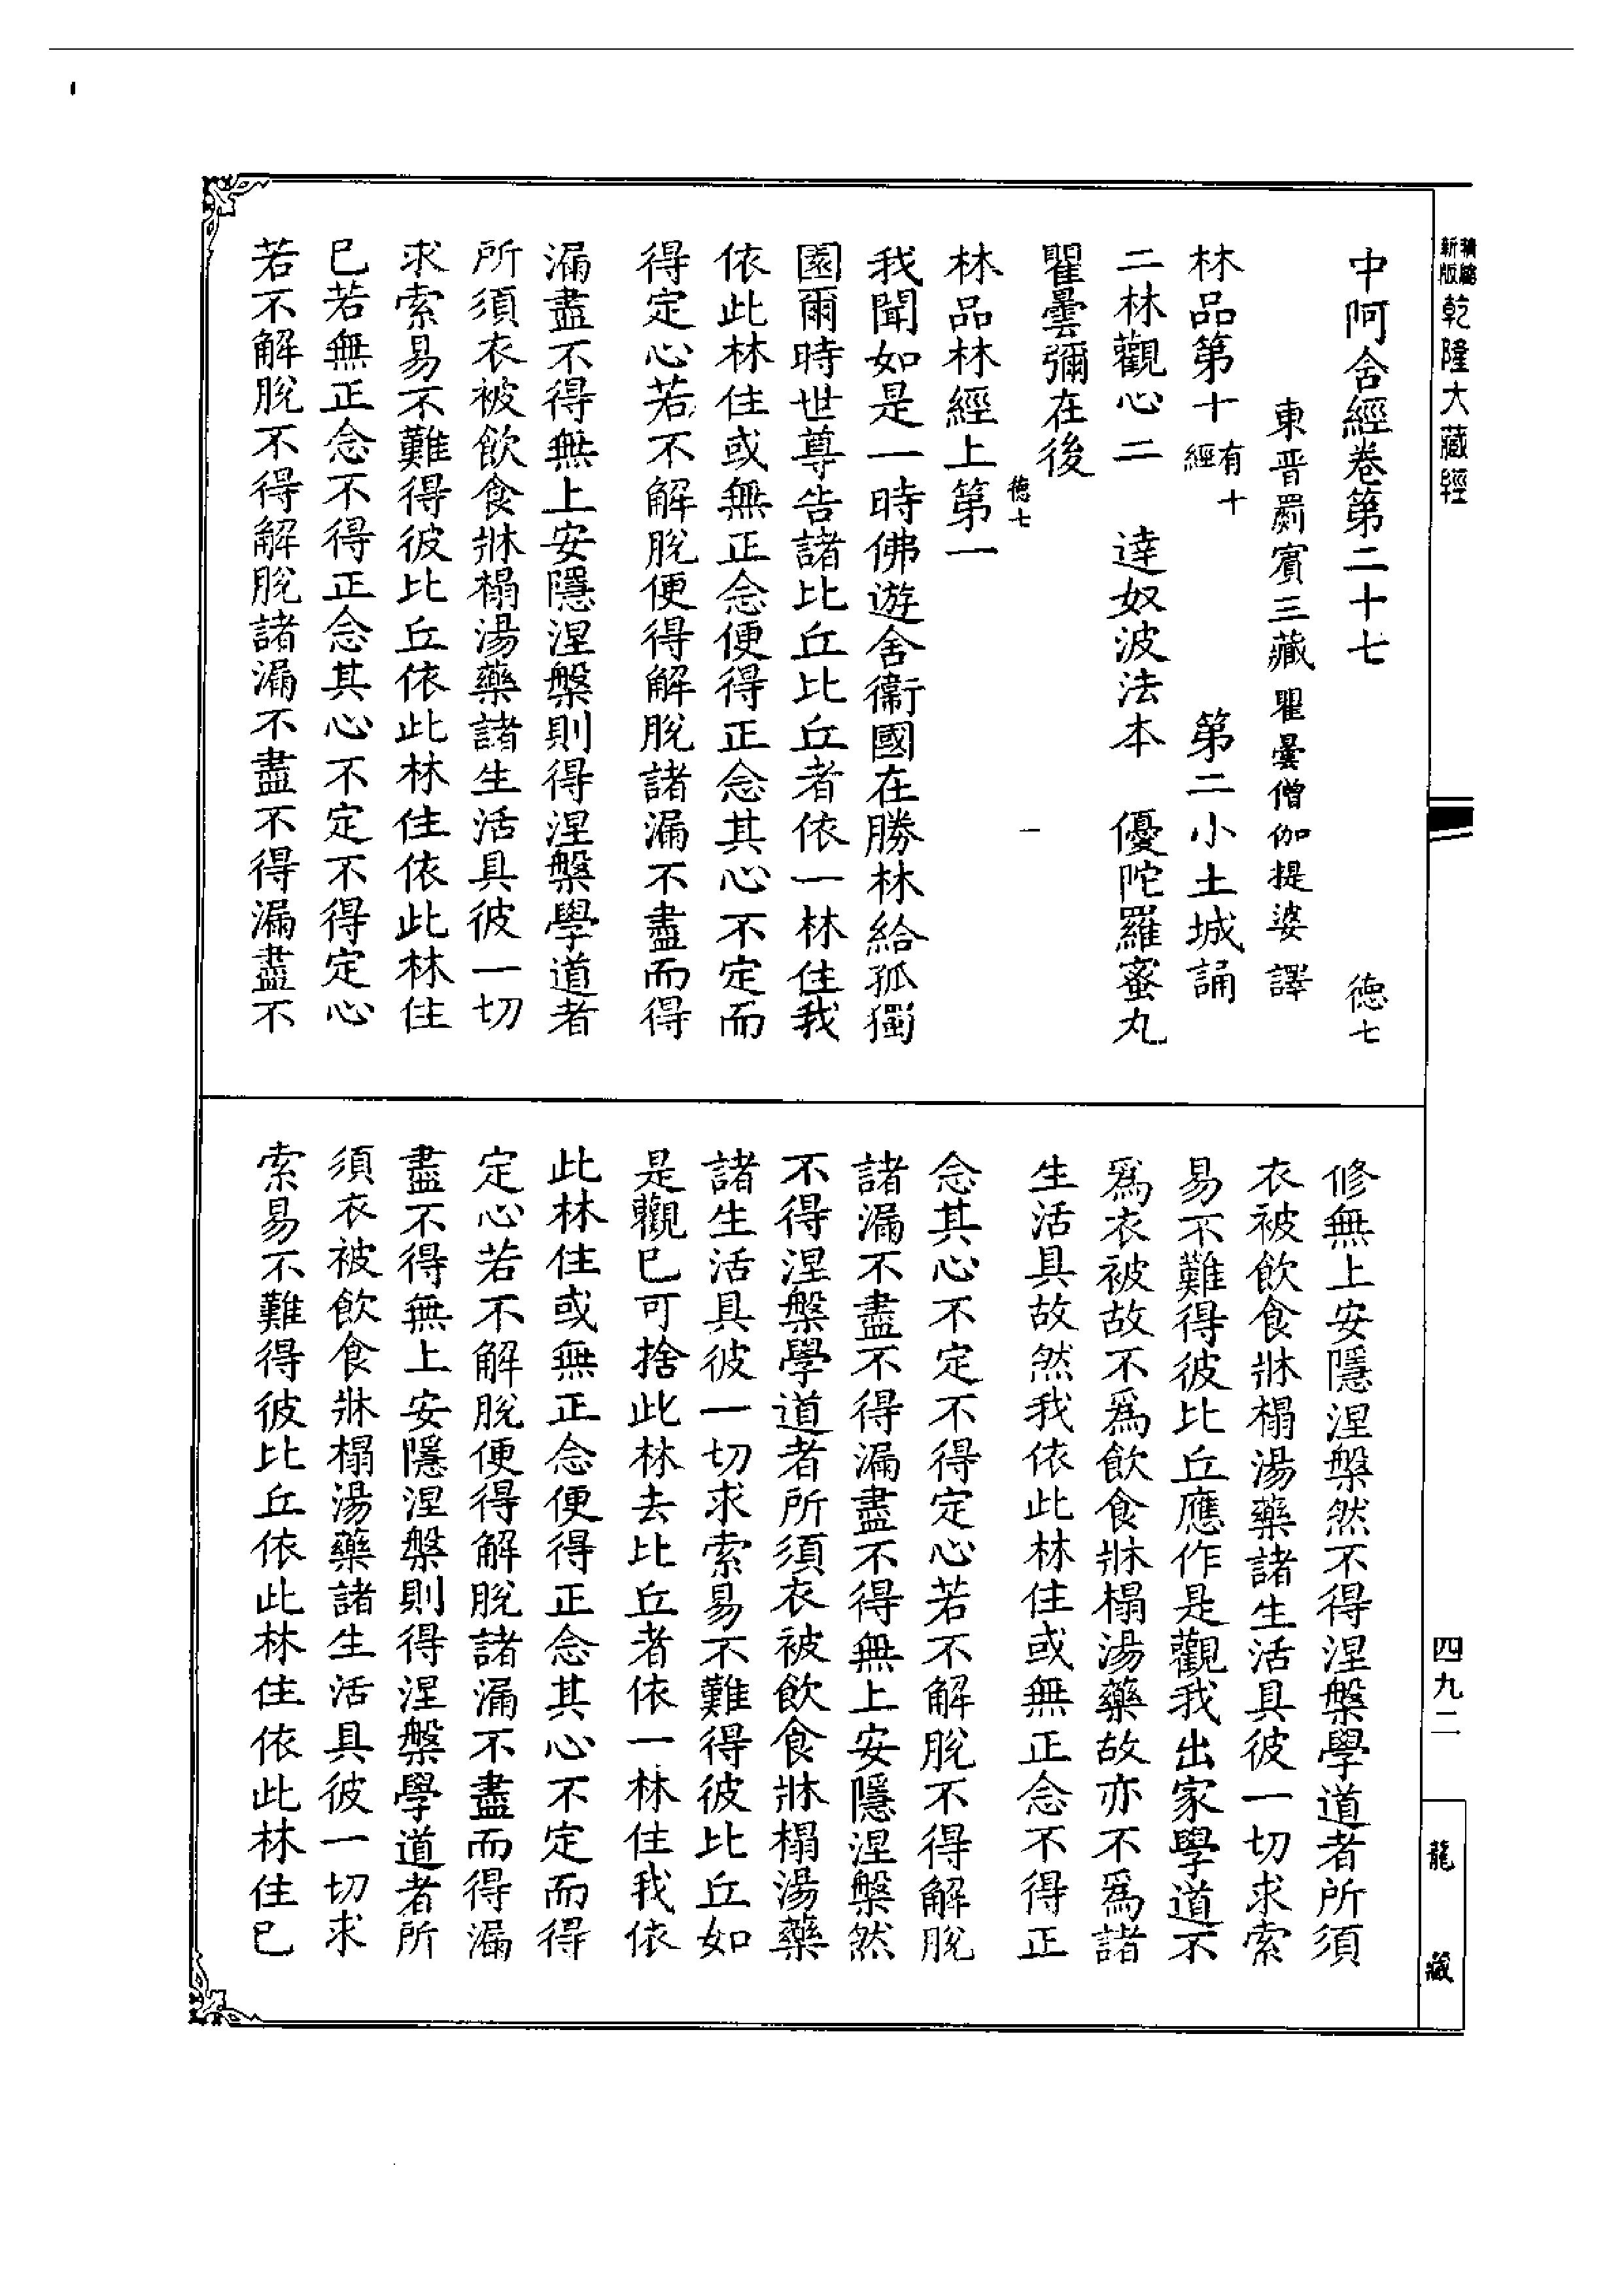 精縮新版乾隆大藏經
中阿含經卷第二十七 德七
東晉罽賓三藏瞿曇僧伽提婆譯
林品第十有十經 第二小土城誦
二林觀心二 達奴波法本 優陀羅蜜丸
瞿曇彌在後
德七 一
林品林經上第一
我聞如是一時佛遊舍衞國在勝林給孤獨
園爾時世尊告諸比丘比丘者依一林住我
依此林住或無正念便得正念其心不定而
得定心若不解脫便得解脫諸漏不盡而得
漏盡不得無上安隱涅槃則得涅槃學道者
所須衣被飲食牀榻湯藥諸生活具彼一切
求索易不難得彼比丘依此林住依此林住
已若無正念不得正念其心不定不得定心
若不解脫不得解脫諸漏不盡不得漏盡不
修無上安隱涅槃然不得涅槃學道者所須
衣被飲食牀榻湯藥諸生活具彼一切求索
易不難得彼比丘應作是觀我出家學道不
爲衣被故不爲飲食牀榻湯藥故亦不爲諸
生活具故然我依此林住或無正念不得正
念其心不定不得定心若不解脫不得解脫
諸漏不盡不得漏盡不得無上安隱涅槃然
不得涅槃學道者所須衣被飲食牀榻湯藥
諸生活具彼一切求索易不難得彼比丘如
是觀已可捨此林去比丘者依一林住我依
此林住或無正念便得正念其心不定而得
定心若不解脫便得解脫諸漏不盡而得漏
盡不得無上安隱涅槃則得涅槃學道者所
須衣被飲食牀榻湯藥諸生活具彼一切求
索易不難得彼比丘依此林住依此林住已
四九二
龍藏